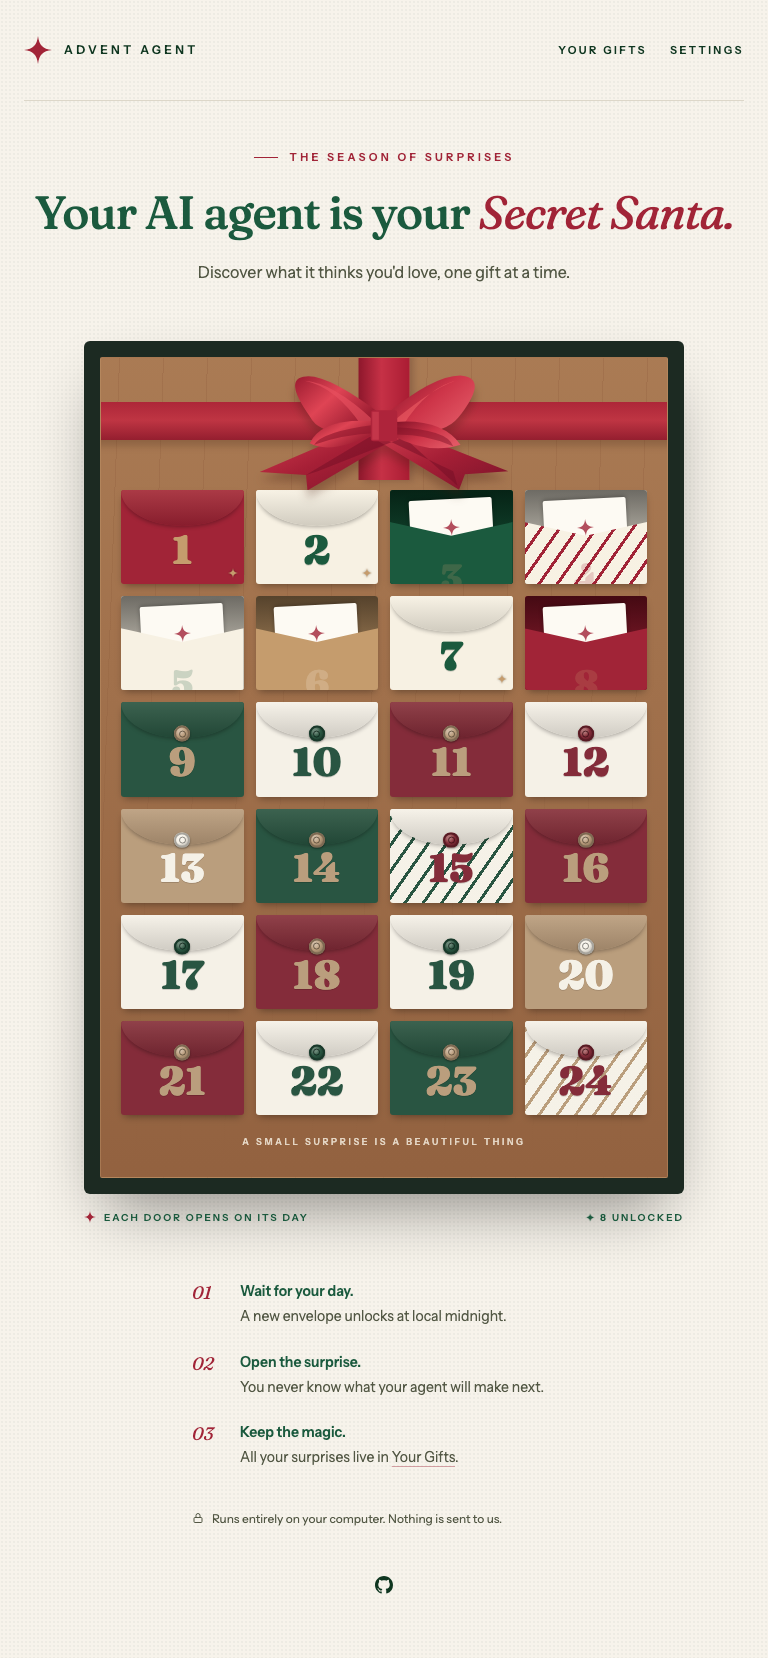 ADVENT AGENT
YOUR GIFTS
SETTINGS
THE SEASON OF SURPRISES
Your AI agent is your Secret Santa.
Discover what it thinks you'd love, one gift at a time.
1
2
3
5
6
7
8
9
10
11
12
13
14
15
16
17
18
19
20
21
22
23
24
A SMALL SURPRISE IS A BEAUTIFUL THING
EACH DOOR OPENS ON ITS DAY
8 UNLOCKED
01
Wait for your day.
A new envelope unlocks at local midnight.
02
Open the surprise.
You never know what your agent will make next.
03
Keep the magic.
All your surprises live in Your Gifts.
Runs entirely on your computer. Nothing is sent to us.